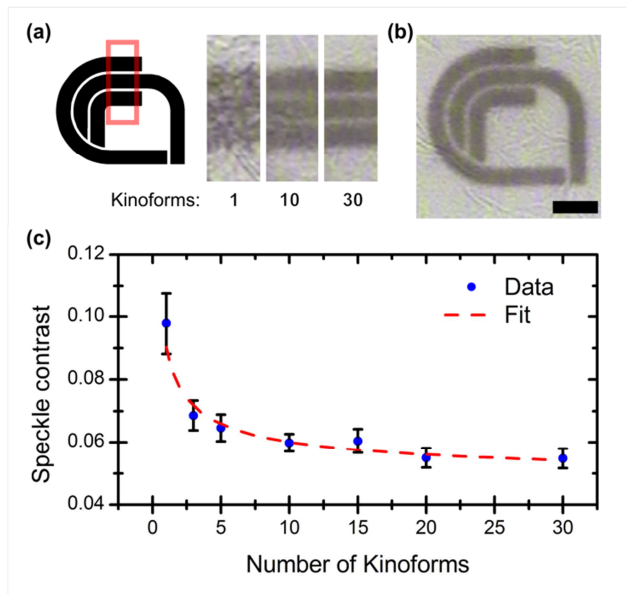 (a)
(b)
Kinoforms: 1 10 30
(c)
0.12
0.10
0.08
0.06
0.04
Speckle contrast
Data
Fit
0 5 10 15 20 25 30
Number of Kinoforms